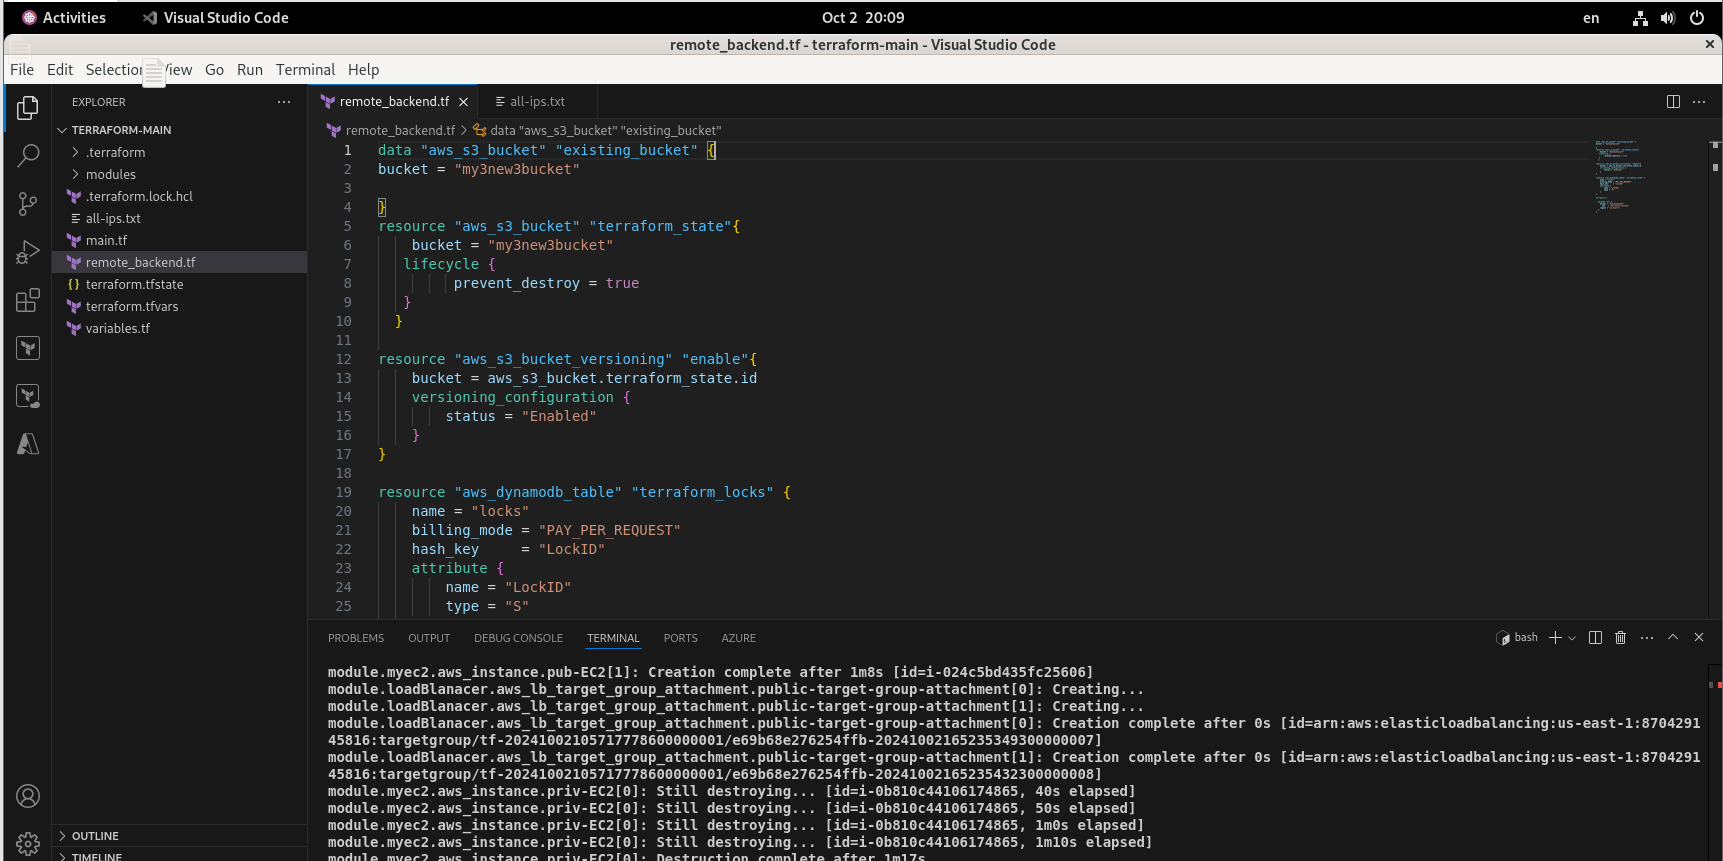 Activities Visual Studio Code Oct 2 20:09 en
remote_backend.tf - terraform-main - Visual Studio Code
File Edit Selection View Go Run Terminal Help
EXPLORER
TERRAFORM-MAIN
.terraform
modules
.terraform.lock.hcl
all-ips.txt
main.tf
remote_backend.tf
terraform.tfstate
terraform.tfvars
variables.tf
OUTLINE
TIMELINE
remote_backend.tf all-ips.txt
remote_backend.tf > data "aws_s3_bucket" "existing_bucket"
1 data "aws_s3_bucket" "existing_bucket" {
2 bucket = "my3new3bucket"
3
4 }
5 resource "aws_s3_bucket" "terraform_state"{
6 bucket = "my3new3bucket"
7 lifecycle {
8 prevent_destroy = true
9 }
10 }
11
12 resource "aws_s3_bucket_versioning" "enable"{
13 bucket = aws_s3_bucket.terraform_state.id
14 versioning_configuration {
15 status = "Enabled"
16 }
17 }
18
19 resource "aws_dynamodb_table" "terraform_locks" {
20 name = "locks"
21 billing_mode = "PAY_PER_REQUEST"
22 hash_key = "LockID"
23 attribute {
24 name = "LockID"
25 type = "S"
PROBLEMS OUTPUT DEBUG CONSOLE TERMINAL PORTS AZURE bash
module.myec2.aws_instance.pub-EC2[1]: Creation complete after 1m8s [id=i-024c5bd435fc25606]
module.loadBlanacer.aws_lb_target_group_attachment.public-target-group-attachment[0]: Creating...
module.loadBlanacer.aws_lb_target_group_attachment.public-target-group-attachment[1]: Creating...
module.loadBlanacer.aws_lb_target_group_attachment.public-target-group-attachment[0]: Creation complete after 0s [id=arn:aws:elasticloadbalancing:us-east-1:8704291
45816:targetgroup/tf-20241002105717778600000001/e69b68e276254ffb-20241002165235349300000007]
module.loadBlanacer.aws_lb_target_group_attachment.public-target-group-attachment[1]: Creation complete after 0s [id=arn:aws:elasticloadbalancing:us-east-1:8704291
45816:targetgroup/tf-20241002105717778600000001/e69b68e276254ffb-20241002165235432300000008]
module.myec2.aws_instance.priv-EC2[0]: Still destroying... [id=i-0b810c44106174865, 40s elapsed]
module.myec2.aws_instance.priv-EC2[0]: Still destroying... [id=i-0b810c44106174865, 50s elapsed]
module.myec2.aws_instance.priv-EC2[0]: Still destroying... [id=i-0b810c44106174865, 1m0s elapsed]
module.myec2.aws_instance.priv-EC2[0]: Still destroying... [id=i-0b810c44106174865, 1m10s elapsed]
module.myec2.aws_instance.priv-EC2[0]: Destruction complete after 1m17s